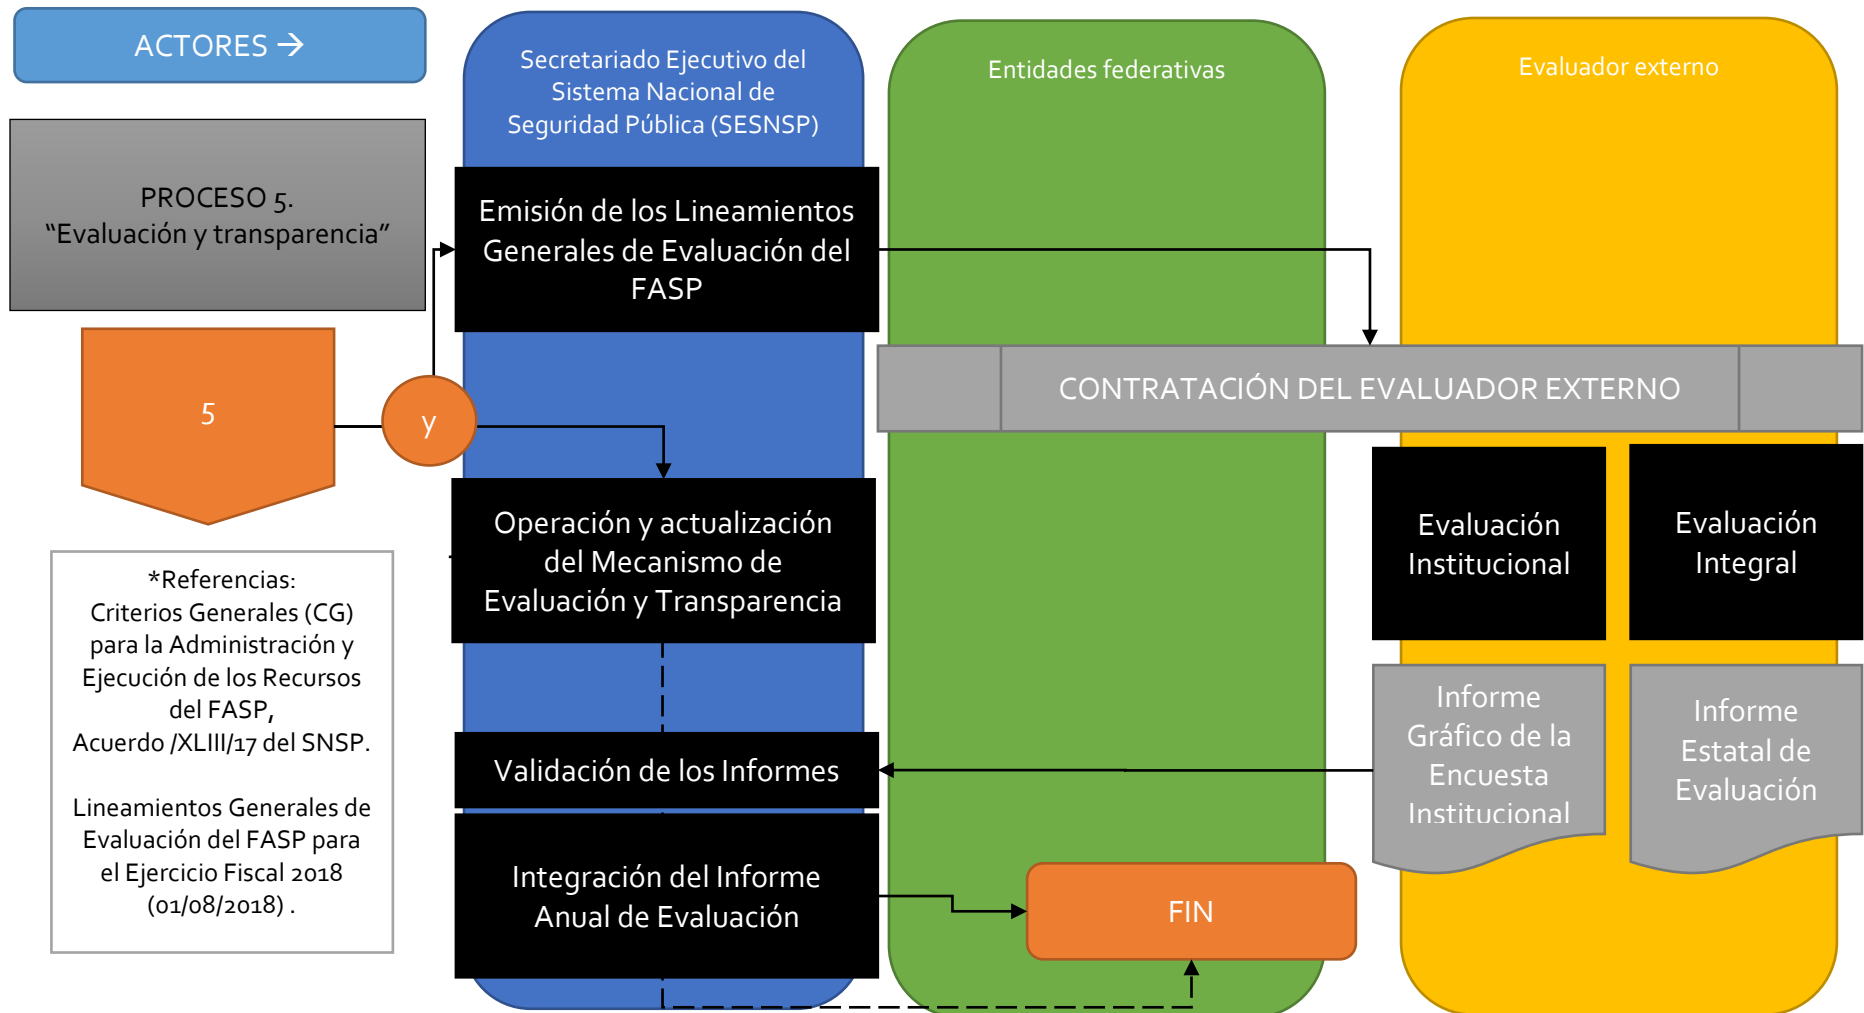 ACTORES →
Secretariado Ejecutivo del
Sistema Nacional de
Seguridad Pública (SESNSP)
Entidades federativas
Evaluador externo
PROCESO 5.
“Evaluación y transparencia”
Emisión de los Lineamientos
Generales de Evaluación del
FASP
5
y
CONTRATACIÓN DEL EVALUADOR EXTERNO
Operación y actualización
del Mecanismo de
Evaluación y Transparencia
Evaluación
Institucional
Evaluación
Integral
*Referencias:
Criterios Generales (CG)
para la Administración y
Ejecución de los Recursos
del FASP,
Acuerdo /XLIII/17 del SNSP.
Lineamientos Generales de
Evaluación del FASP para
el Ejercicio Fiscal 2018
(01/08/2018) .
Validación de los Informes
Informe
Gráfico de la
Encuesta
Institucional
Informe
Estatal de
Evaluación
Integración del Informe
Anual de Evaluación
FIN